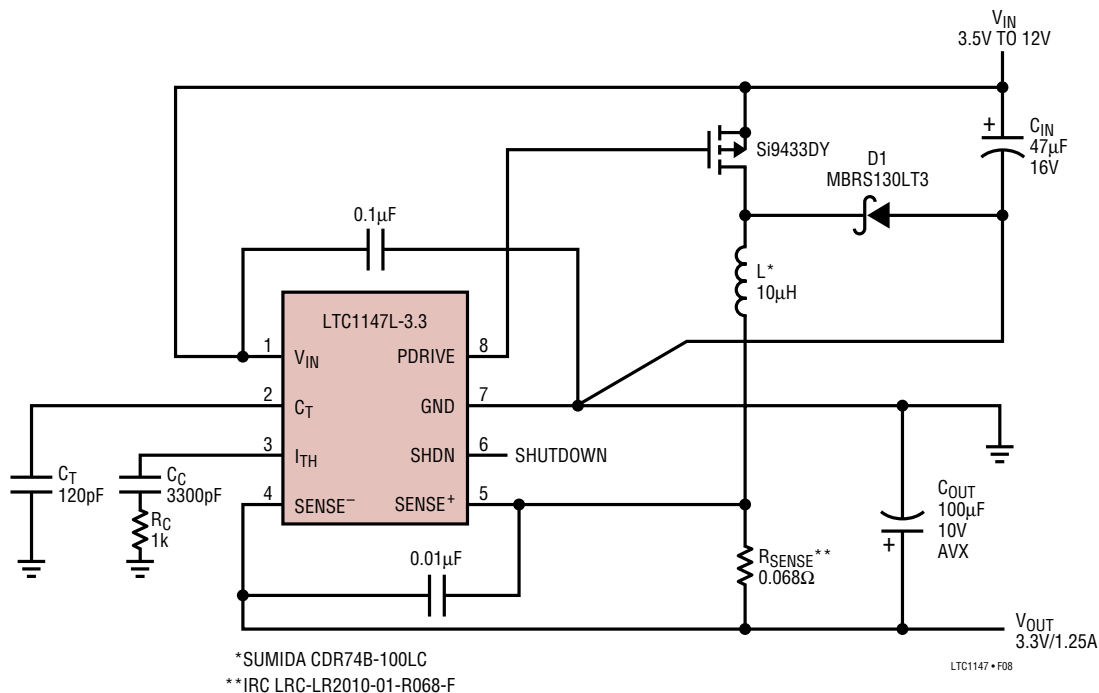 VIN
3.5V TO 12V
+
CIN
47µF
16V
Si9433DY
D1
MBRS130LT3
0.1µF
L*
10µH
LTC1147L-3.3
1
VIN
PDRIVE
8
2
CT
GND
7
3
ITH
SHDN
6
SHUTDOWN
4
SENSE–
SENSE+
5
CT
120pF
CC
3300pF
RC
1k
0.01µF
RSENSE**
0.068Ω
COUT
100µF
10V
AVX
+
VOUT
3.3V/1.25A
*SUMIDA CDR74B-100LC
**IRC LRC-LR2010-01-R068-F
LTC1147 • F08